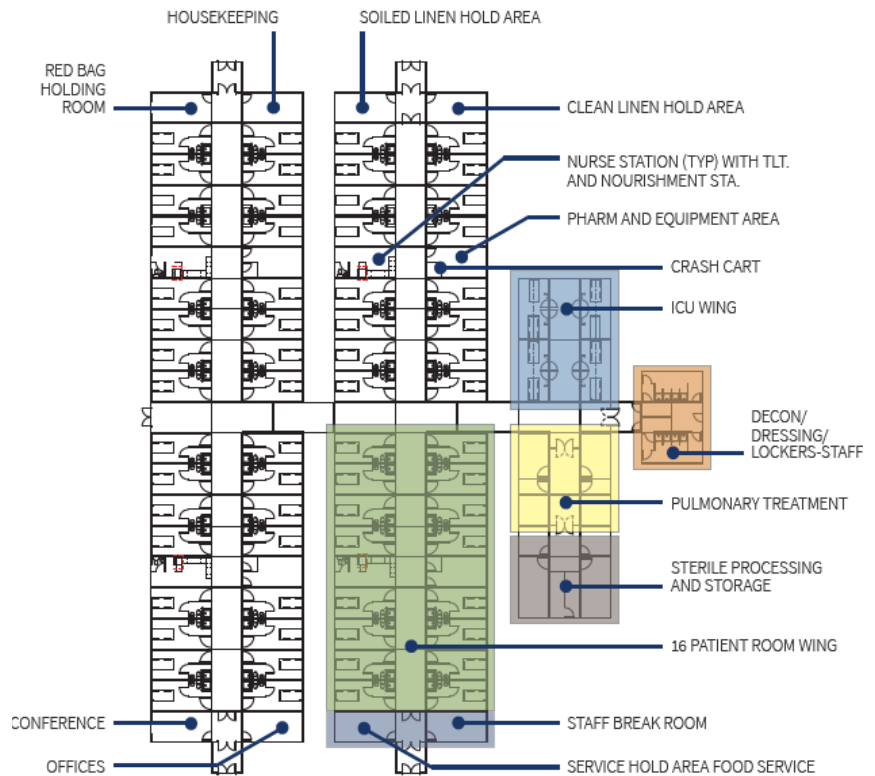 HOUSEKEEPING
SOILED LINEN HOLD AREA
RED BAG
HOLDING
ROOM
CLEAN LINEN HOLD AREA
NURSE STATION (TYP) WITH TLT.
AND NOURISHMENT STA.
PHARM AND EQUIPMENT AREA
CRASH CART
ICU WING
DECON/
DRESSING/
LOCKERS-STAFF
PULMONARY TREATMENT
STERILE PROCESSING
AND STORAGE
16 PATIENT ROOM WING
CONFERENCE
STAFF BREAK ROOM
OFFICES
SERVICE HOLD AREA FOOD SERVICE